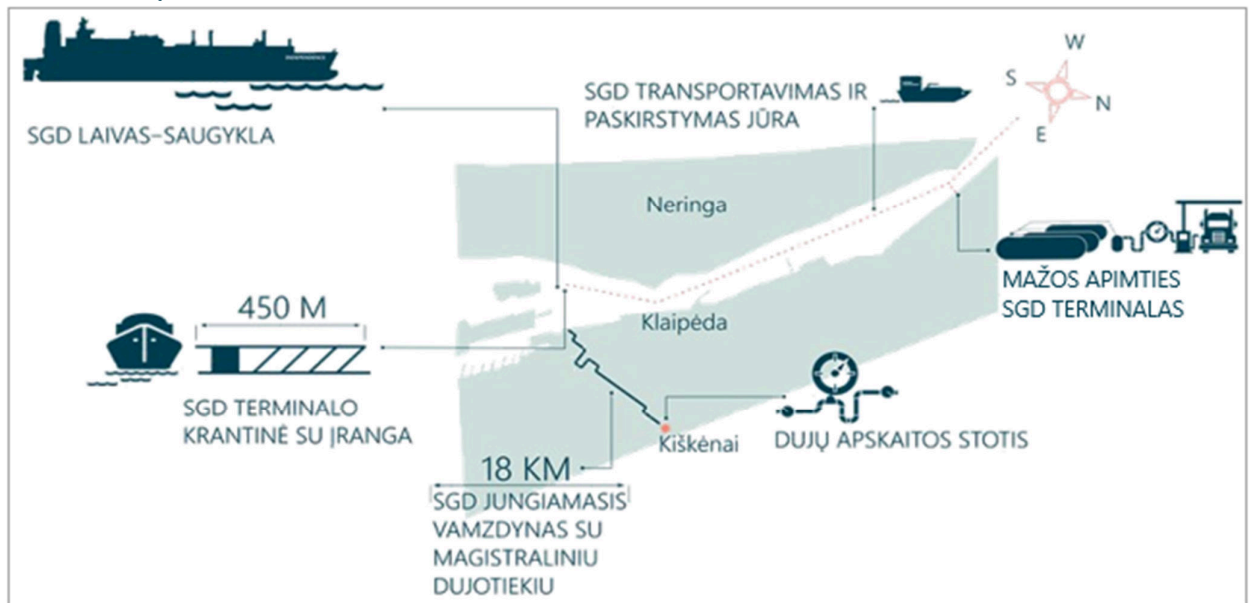 INDEPENDENCE
SGD LAIVAS–SAUGYKLA
SGD TRANSPORTAVIMAS IR
PASKIRSTYMAS JŪRA
W
S
N
E
Neringa
MAŽOS APIMTIES
SGD TERMINALAS
450 M
Klaipėda
SGD TERMINALO
KRANTINĖ SU ĮRANGA
Kiškėnai
DUJŲ APSKAITOS STOTIS
18 KM
SGD JUNGIAMASIS
VAMZDYNAS SU
MAGISTRALINIU
DUJOTIEKIU